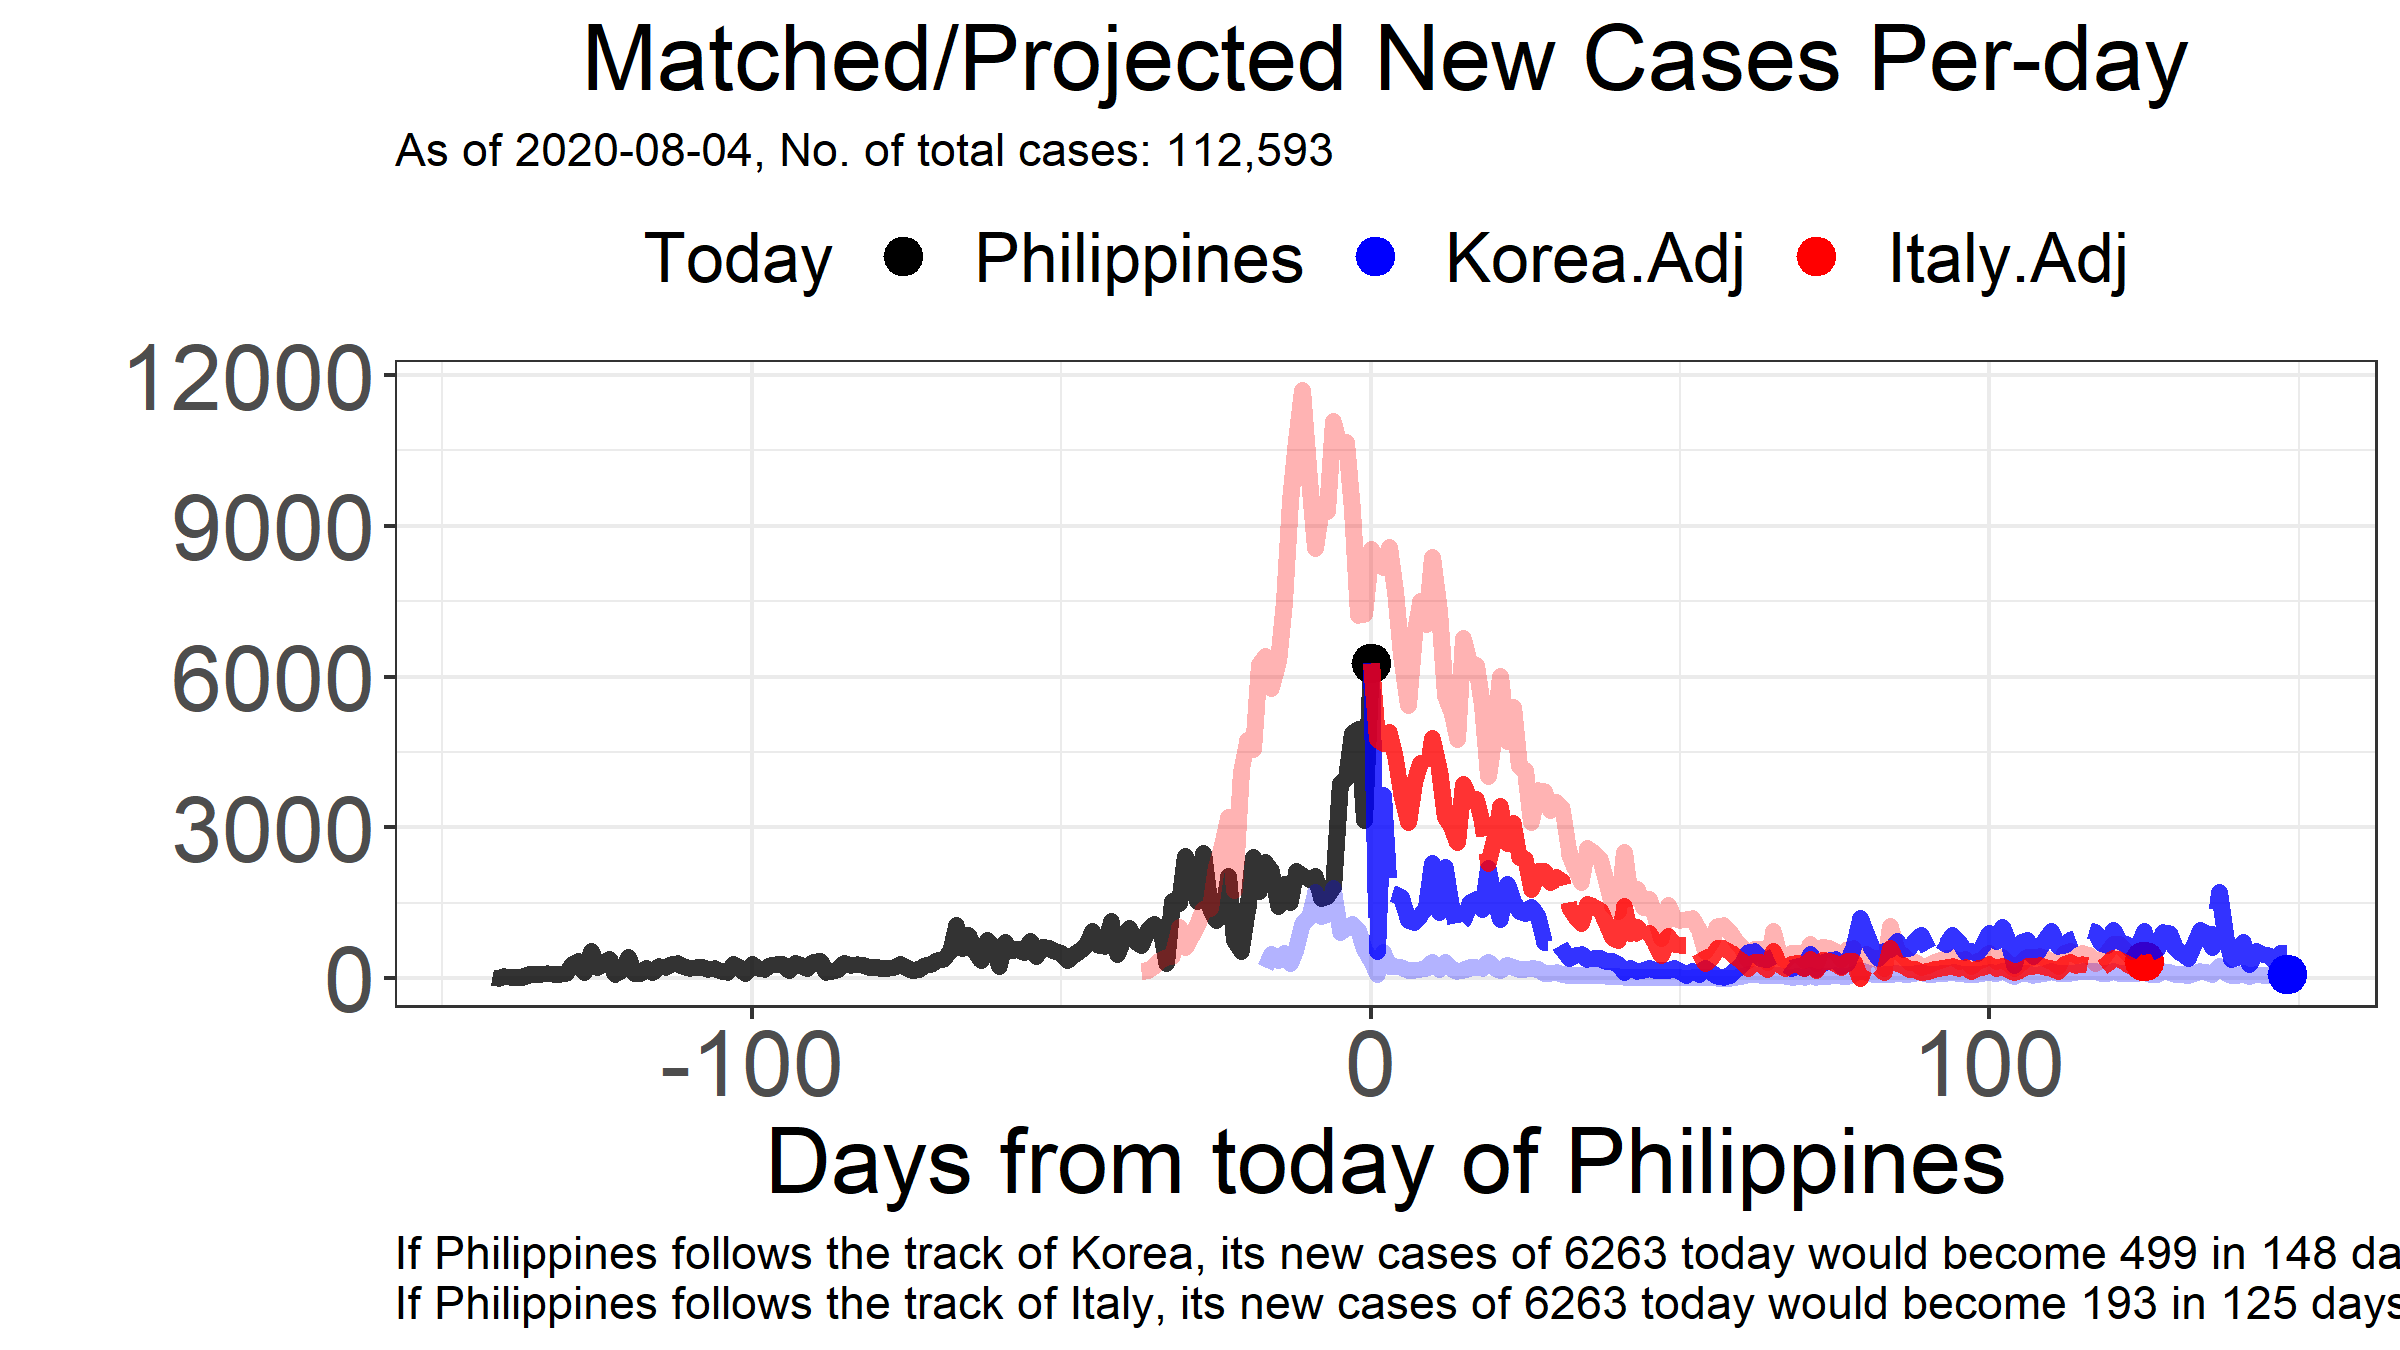 Matched/Projected New Cases Per-day
As of 2020-08-04, No. of total cases: 112,593
Today Philippines Korea.Adj Italy.Adj
12000
9000
6000
3000
0
-100 0 100
Days from today of Philippines
If Philippines follows the track of Korea, its new cases of 6263 today would become 499 in 148 da
If Philippines follows the track of Italy, its new cases of 6263 today would become 193 in 125 days